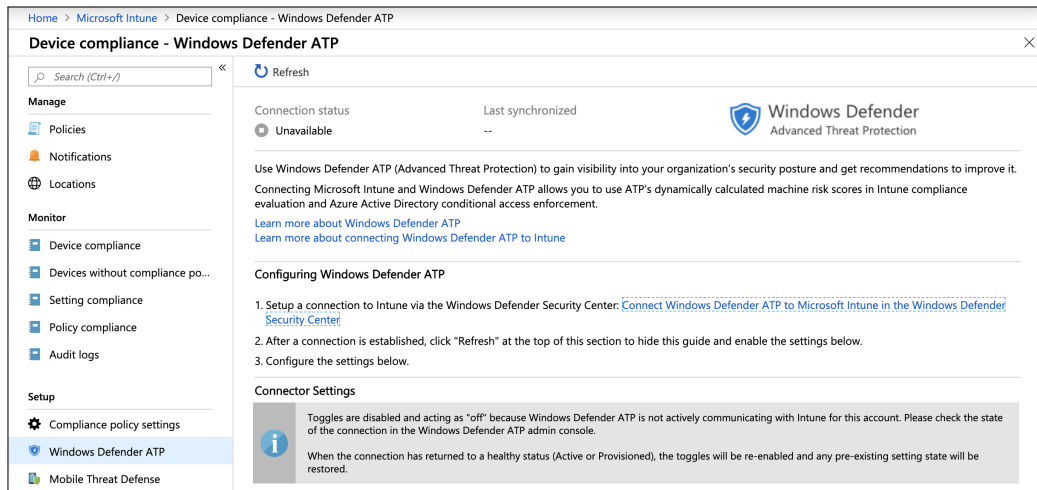 Home > Microsoft Intune > Device compliance - Windows Defender ATP
Device compliance - Windows Defender ATP
Search (Ctrl+/)
Manage
Policies
Notifications
Locations
Monitor
Device compliance
Devices without compliance po...
Setting compliance
Policy compliance
Audit logs
Setup
Compliance policy settings
Windows Defender ATP
Mobile Threat Defense
Refresh
Connection status
Unavailable
Last synchronized
--
Windows Defender
Advanced Threat Protection
Use Windows Defender ATP (Advanced Threat Protection) to gain visibility into your organization's security posture and get recommendations to improve it.
Connecting Microsoft Intune and Windows Defender ATP allows you to use ATP's dynamically calculated machine risk scores in Intune compliance
evaluation and Azure Active Directory conditional access enforcement.
Learn more about Windows Defender ATP
Learn more about connecting Windows Defender ATP to Intune
Configuring Windows Defender ATP
1. Setup a connection to Intune via the Windows Defender Security Center: Connect Windows Defender ATP to Microsoft Intune in the Windows Defender
Security Center
2. After a connection is established, click "Refresh" at the top of this section to hide this guide and enable the settings below.
3. Configure the settings below.
Connector Settings
Toggles are disabled and acting as "off" because Windows Defender ATP is not actively communicating with Intune for this account. Please check the state
of the connection in the Windows Defender ATP admin console.
When the connection has returned to a healthy status (Active or Provisioned), the toggles will be re-enabled and any pre-existing setting state will be
restored.